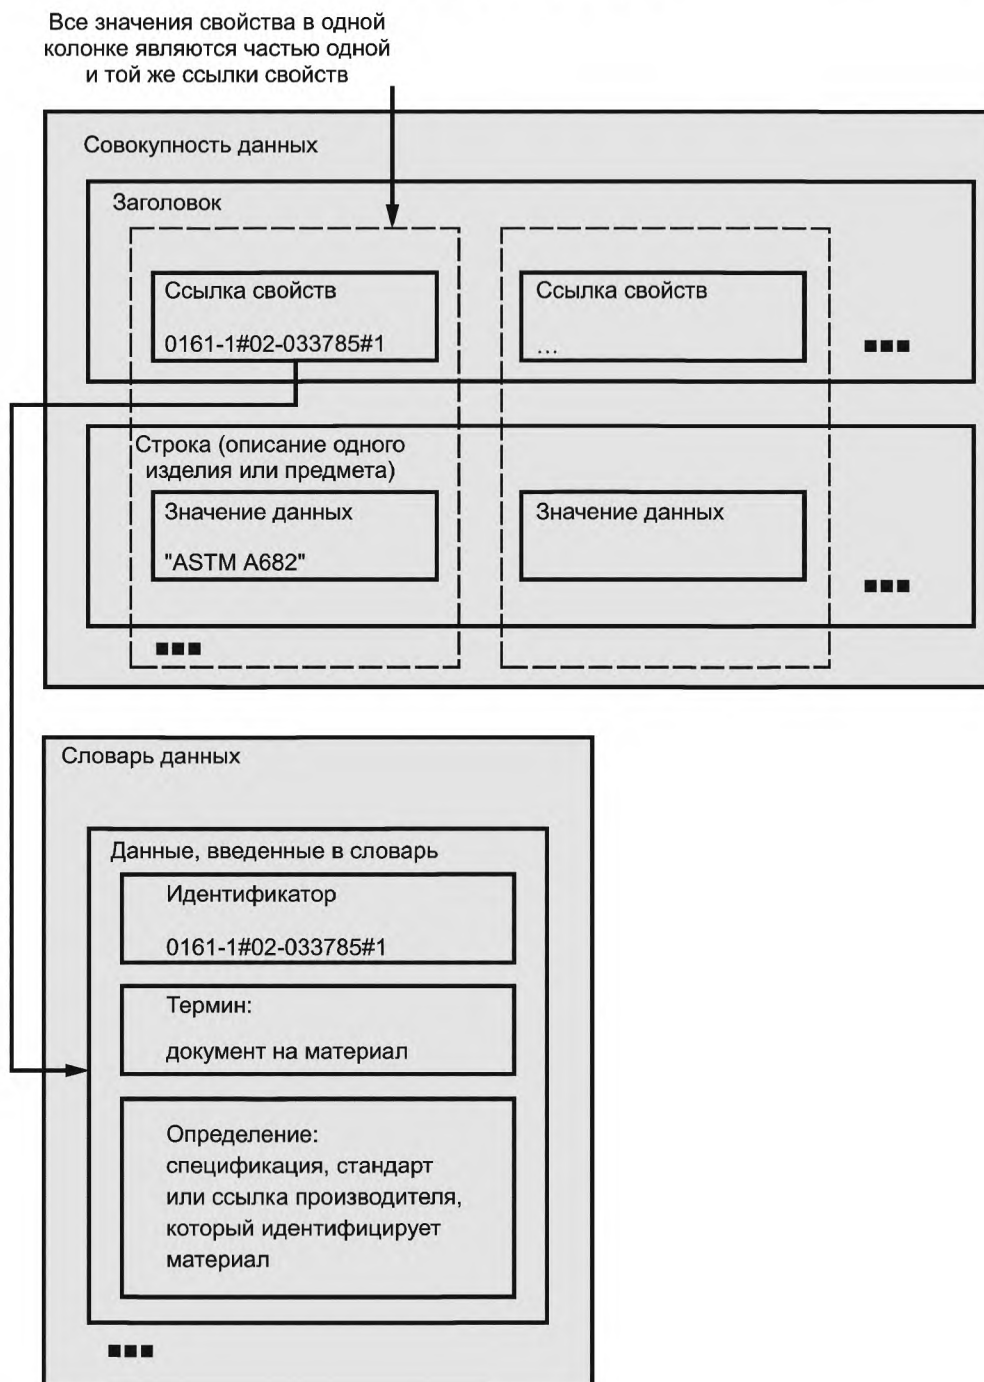 Все значения свойства в одной
колонке являются частью одной
и той же ссылки свойств
Совокупность данных
Заголовок
Ссылка свойств
0161-1#02-033785#1
Ссылка свойств
...
Строка (описание одного
изделия или предмета)
Значение данных
"ASTM A682"
Значение данных
Словарь данных
Данные, введенные в словарь
Идентификатор
0161-1#02-033785#1
Термин:
документ на материал
Определение:
спецификация, стандарт
или ссылка производителя,
который идентифицирует
материал